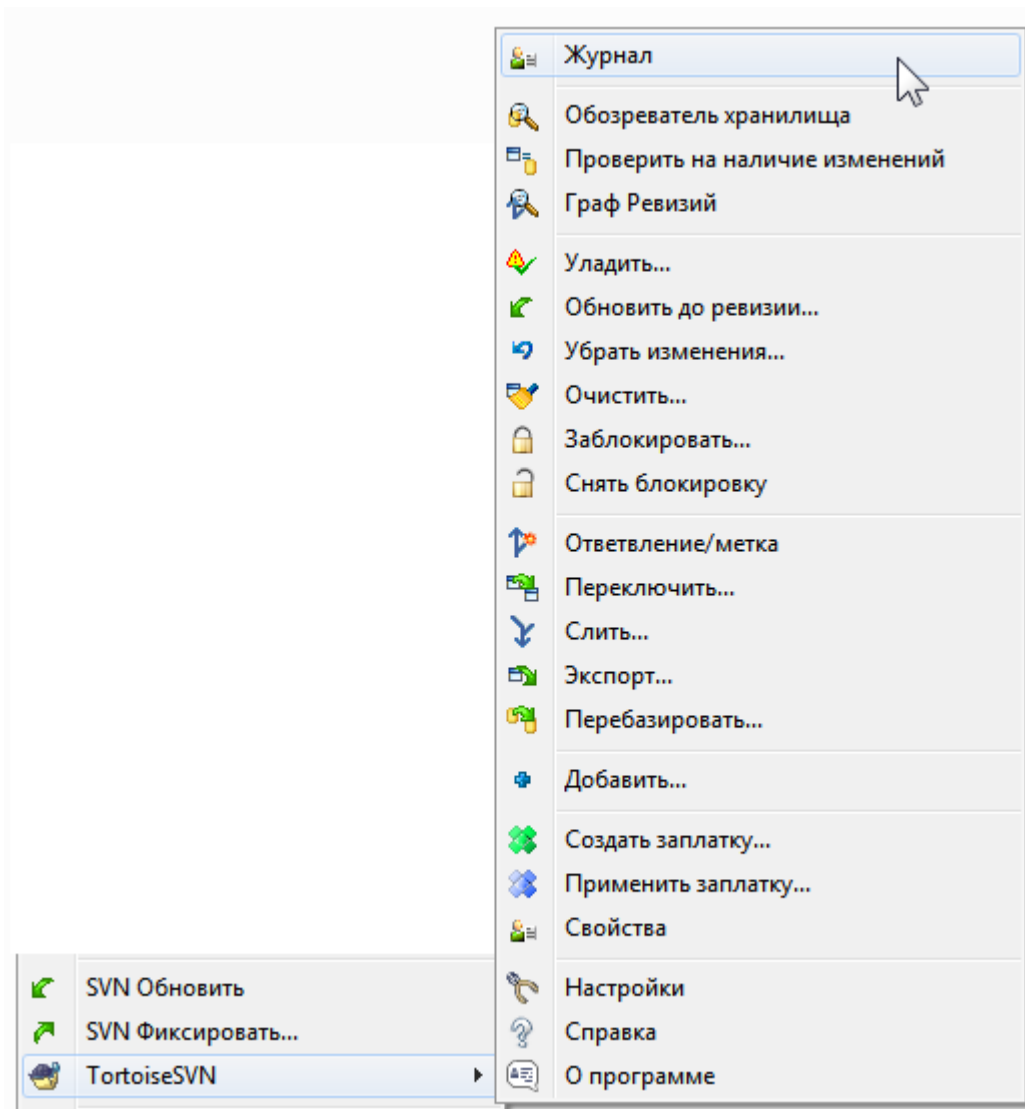 Журнал
Обозреватель хранилища
Проверить на наличие изменений
Граф Ревизий
Уладить...
Обновить до ревизии...
Убрать изменения...
Очистить...
Заблокировать...
Снять блокировку
Ответвление/метка
Переключить...
Слить...
Экспорт...
Перебазировать...
Добавить...
Создать заплатку...
Применить заплатку...
Свойства
Настройки
Справка
О программе
SVN Обновить
SVN Фиксировать...
TortoiseSVN